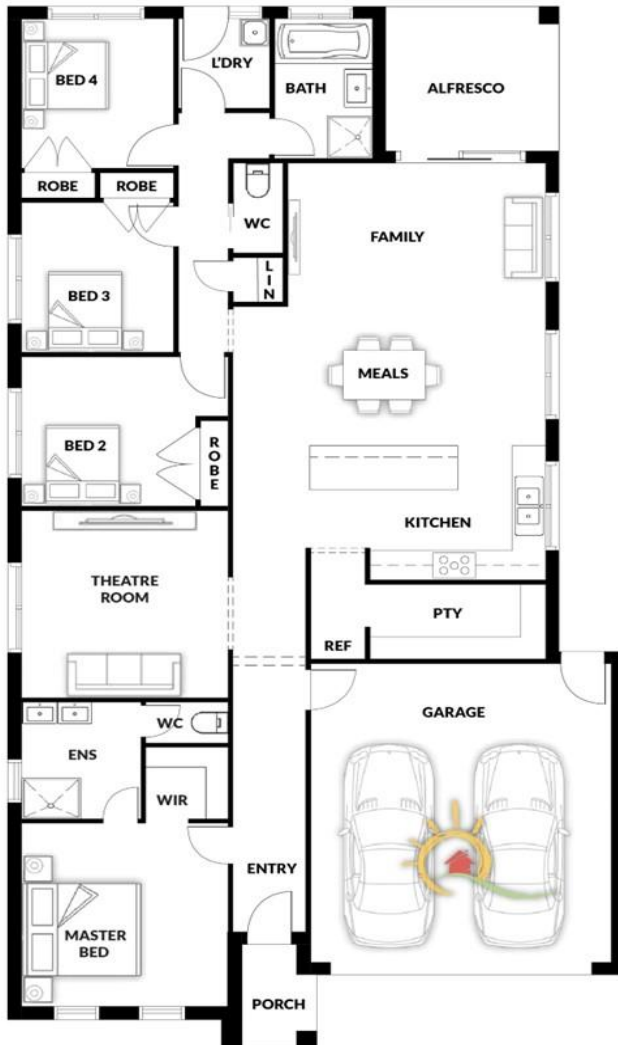 BED 4
L'DRY
BATH
ALFRESCO
ROBE
ROBE
WC
FAMILY
LIN
BED 3
MEALS
BED 2
ROBE
KITCHEN
THEATRE
ROOM
PTY
REF
WC
GARAGE
ENS
WIR
ENTRY
MASTER
BED
PORCH